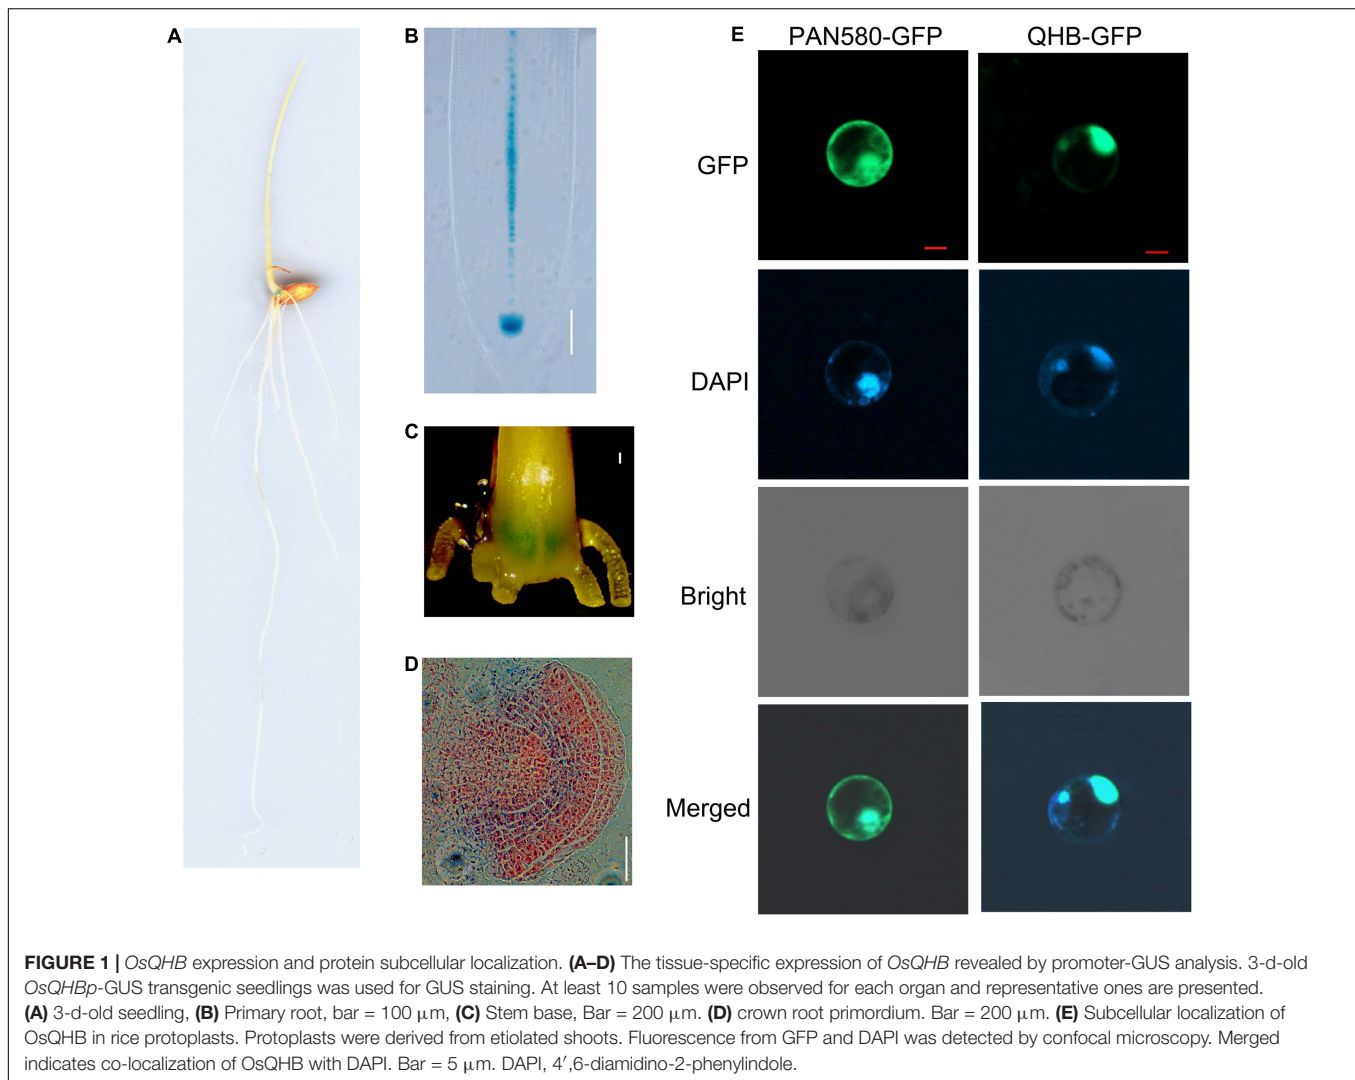 A
B
C
D
E
PAN580-GFP
QHB-GFP
GFP
DAPI
Bright
Merged
FIGURE 1 | OsQHB expression and protein subcellular localization. (A–D) The tissue-specific expression of OsQHB revealed by promoter-GUS analysis. 3-d-old
OsQHBp-GUS transgenic seedlings was used for GUS staining. At least 10 samples were observed for each organ and representative ones are presented.
(A) 3-d-old seedling, (B) Primary root, bar = 100 μm, (C) Stem base, Bar = 200 μm. (D) crown root primordium. Bar = 200 μm. (E) Subcellular localization of
OsQHB in rice protoplasts. Protoplasts were derived from etiolated shoots. Fluorescence from GFP and DAPI was detected by confocal microscopy. Merged
indicates co-localization of OsQHB with DAPI. Bar = 5 μm. DAPI, 4′,6-diamidino-2-phenylindole.